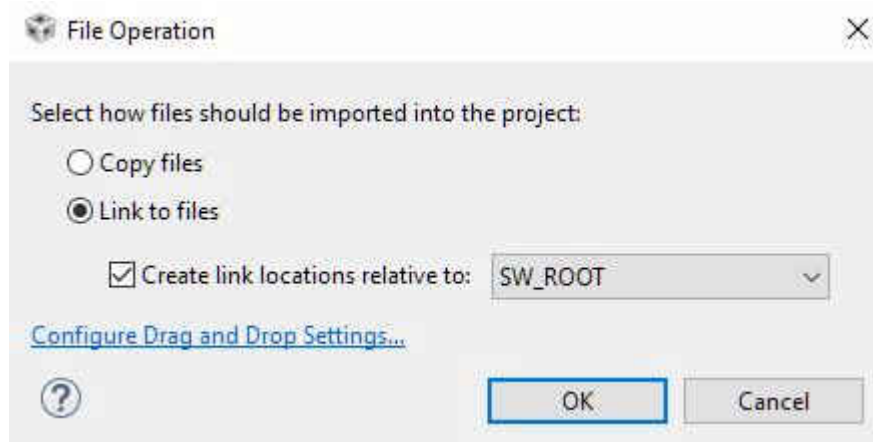 File Operation
Select how files should be imported into the project:
Copy files
Link to files
Create link locations relative to: SW_ROOT
Configure Drag and Drop Settings...
? OK Cancel